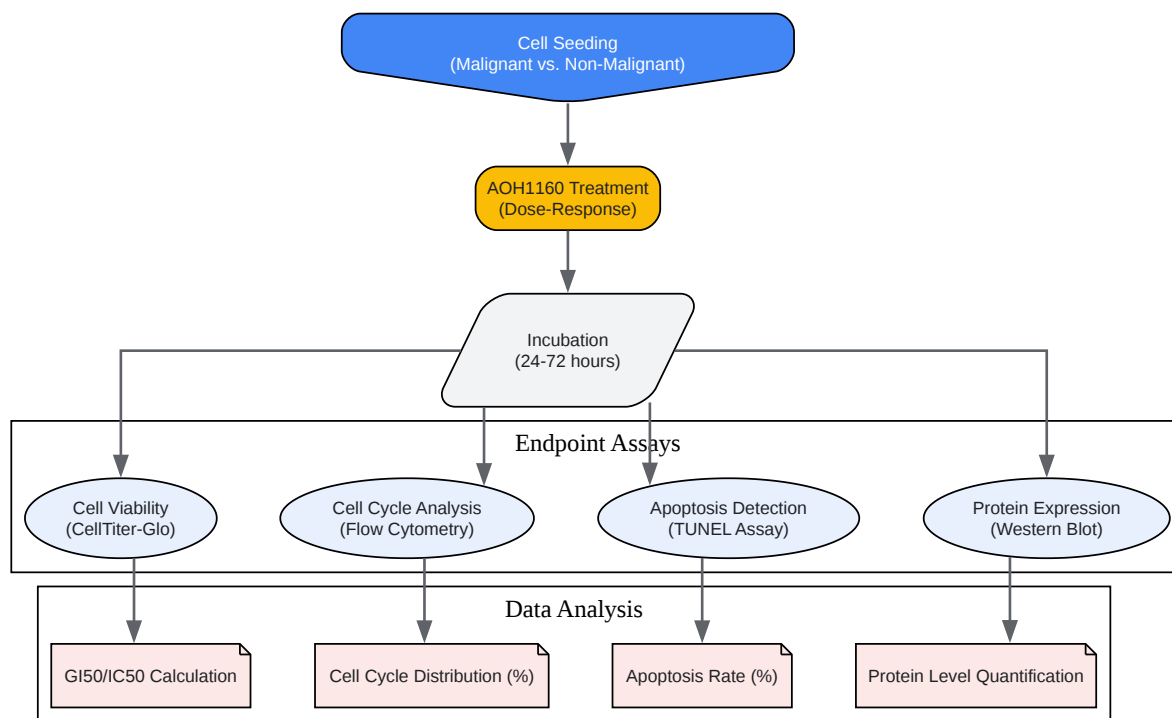 Cell Seeding
(Malignant vs. Non-Malignant)
AOH1160 Treatment
(Dose-Response)
Incubation
(24-72 hours)
Endpoint Assays
Cell Viability
(CellTiter-Glo)
Cell Cycle Analysis
(Flow Cytometry)
Apoptosis Detection
(TUNEL Assay)
Protein Expression
(Western Blot)
Data Analysis
GI50/IC50 Calculation
Cell Cycle Distribution (%)
Apoptosis Rate (%)
Protein Level Quantification